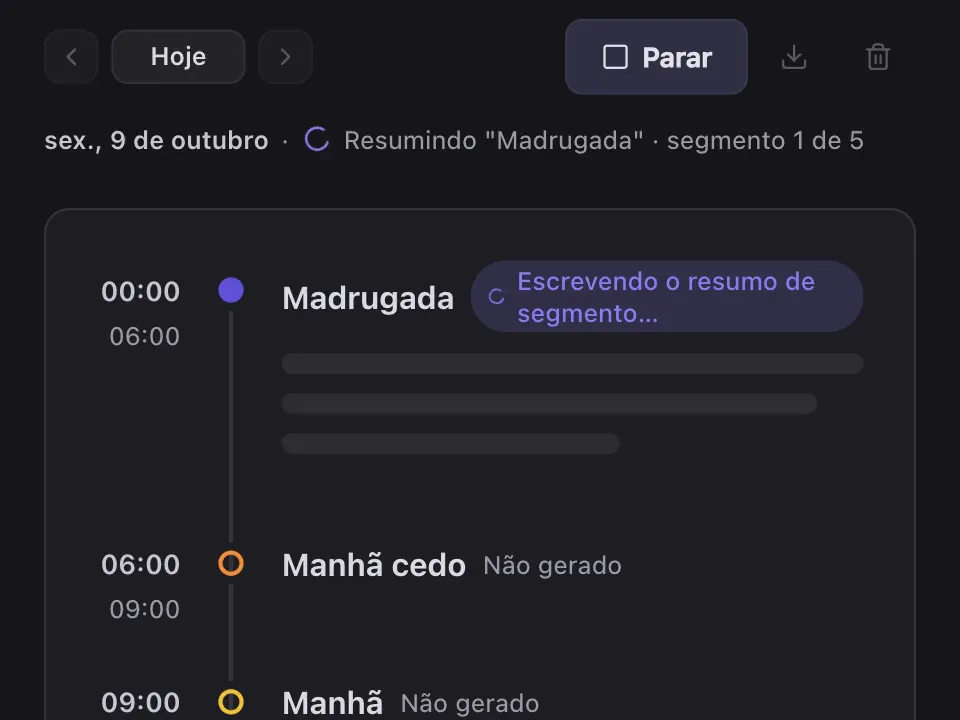 Hoje
Parar
sex., 9 de outubro · Resumindo "Madrugada" · segmento 1 de 5
00:00
06:00
Madrugada
Escrevendo o resumo de
segmento...
06:00
09:00
Manhã cedo Não gerado
09:00
Manhã Não gerado